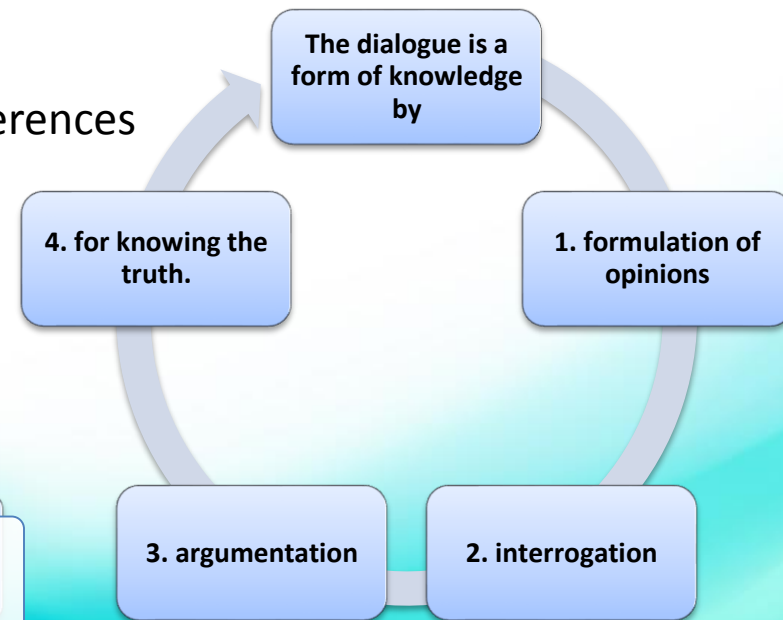 The dialogue is a
form of knowledge
by
1. formulation of
opinions
2. interrogation
3. argumentation
4. for knowing the
truth.